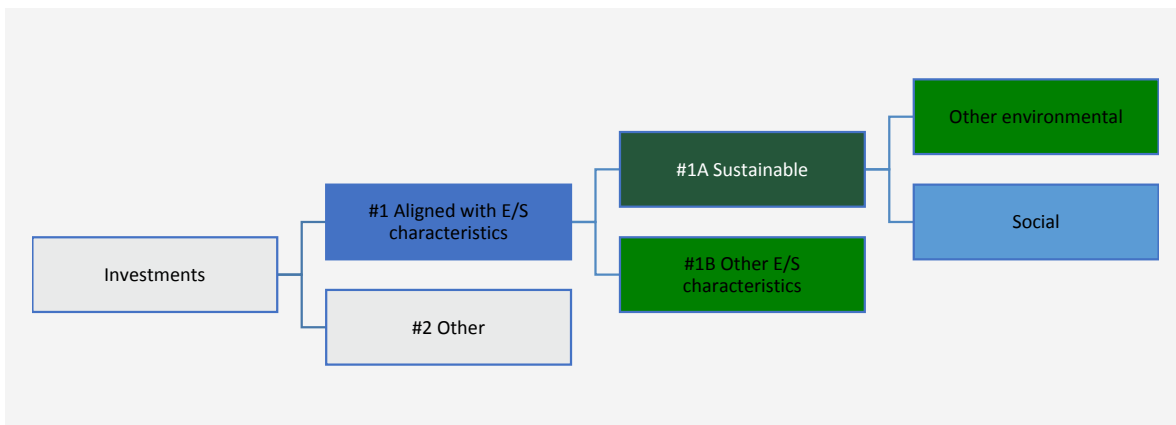 Investments
#1 Aligned with E/S
characteristics
#2 Other
#1A Sustainable
#1B Other E/S
characteristics
Other environmental
Social